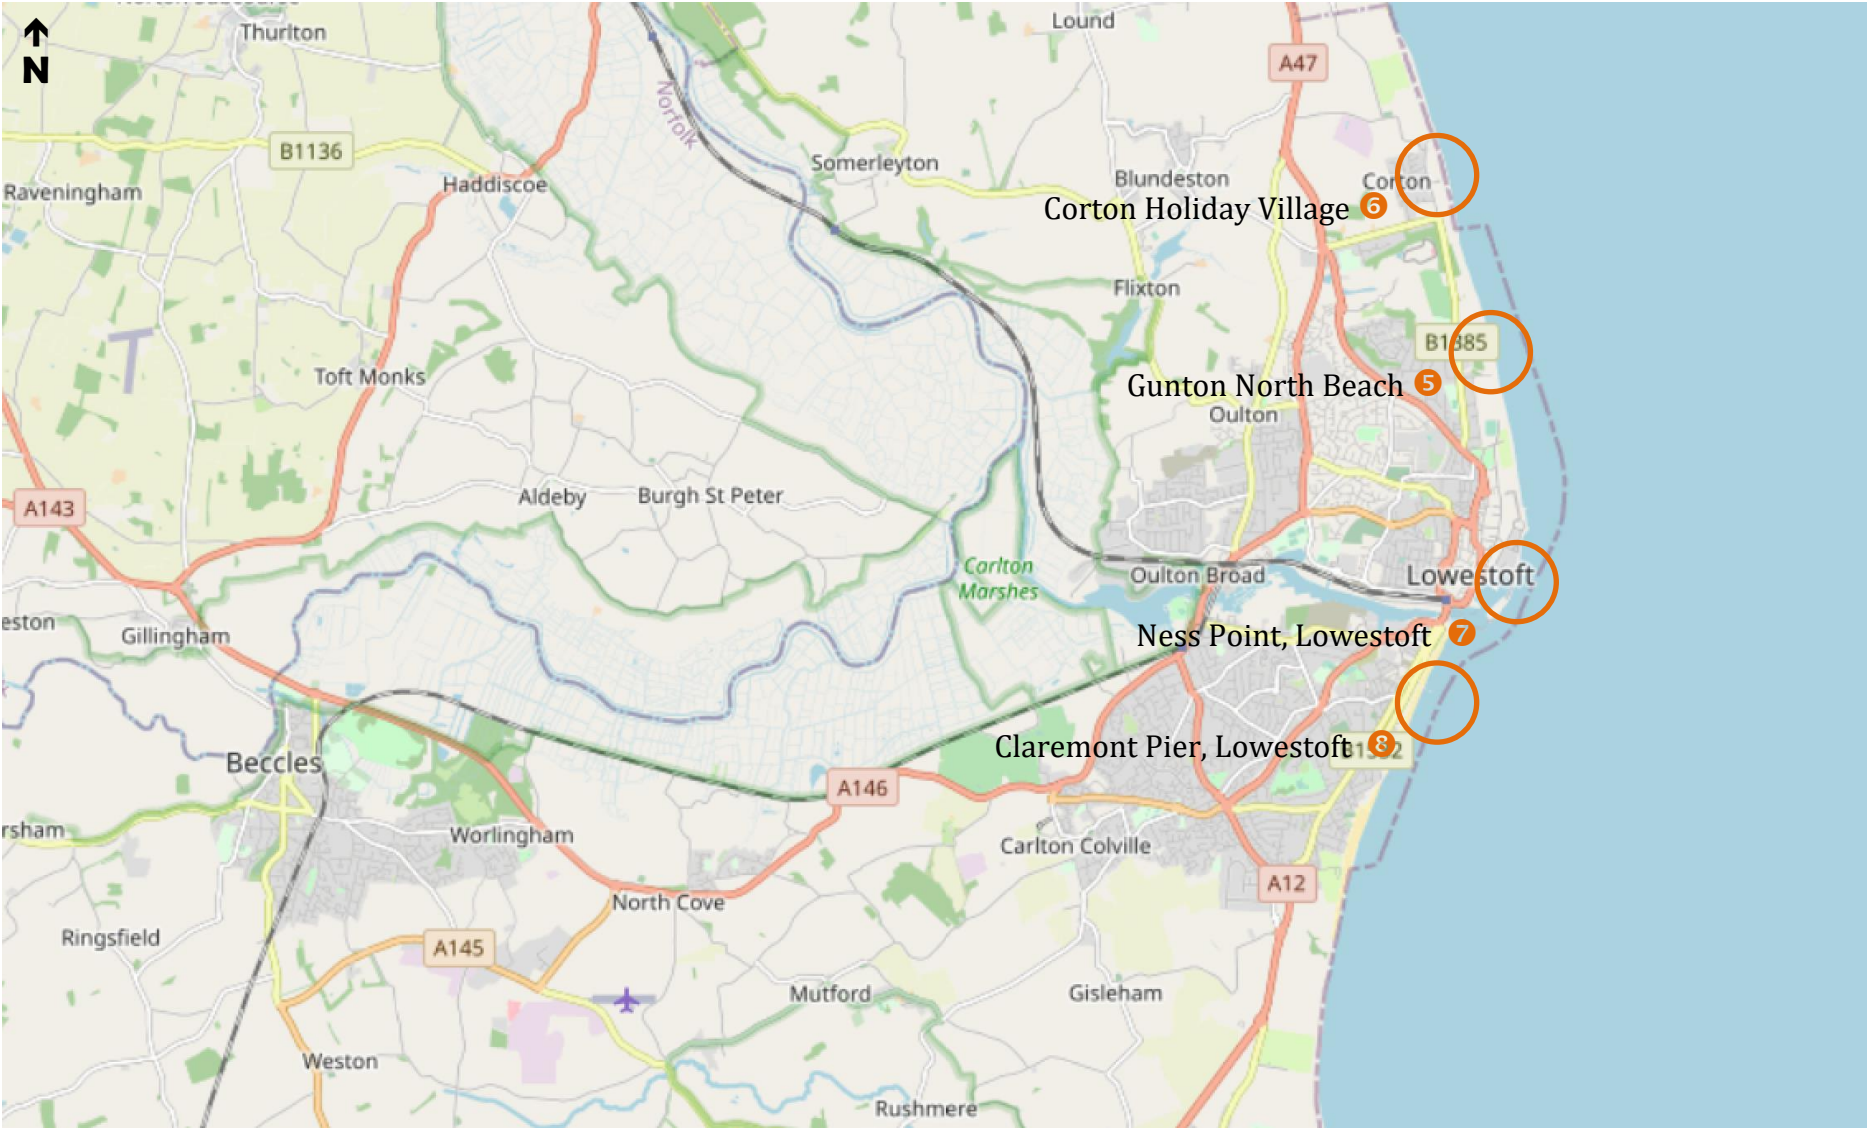 Thurlton
Lound
N
A47
Norfolk
B1136
Somerleyton
Raveningham
Haddiscoe
Blundeston
Corton
Corton Holiday Village 6
Flixton
B1385
Toft Monks
Gunton North Beach 5
Oulton
Aldeby
Burgh St Peter
A143
Carlton
Marshes
Oulton Broad
Lowestoft
eston
Gillingham
Ness Point, Lowestoft 7
Beccles
Claremont Pier, Lowestoft 8
A146
rsham
Worlingham
Carlton Colville
A12
North Cove
Ringsfield
A145
Mutford
Gisleham
Weston
Rushmere